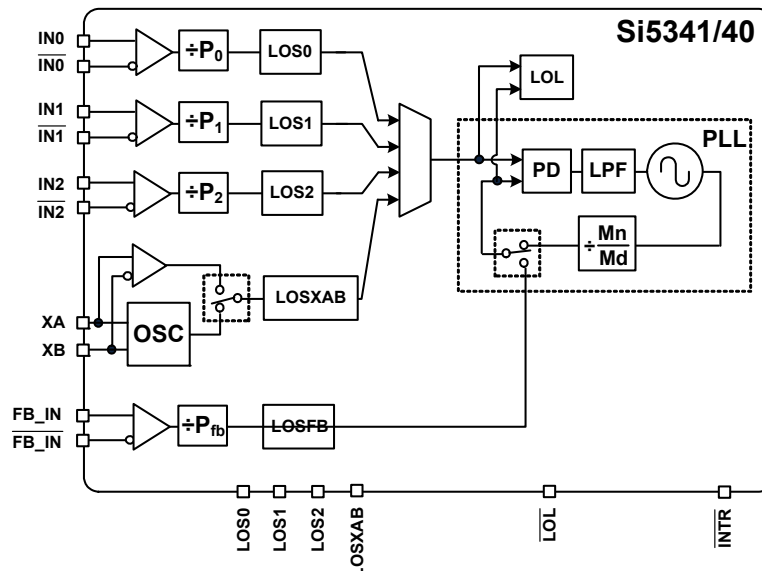 Si5341/40
IN0
IN0
÷P0
LOS0
LOL
IN1
IN1
÷P1
LOS1
PLL
PD
LPF
IN2
IN2
÷P2
LOS2
÷ Mn
Md
LOSXAB
XA
XB
OSC
FB_IN
FB_IN
÷Pfb
LOSFB
LOS0
LOS1
LOS2
LOSXAB
LOL
INTR